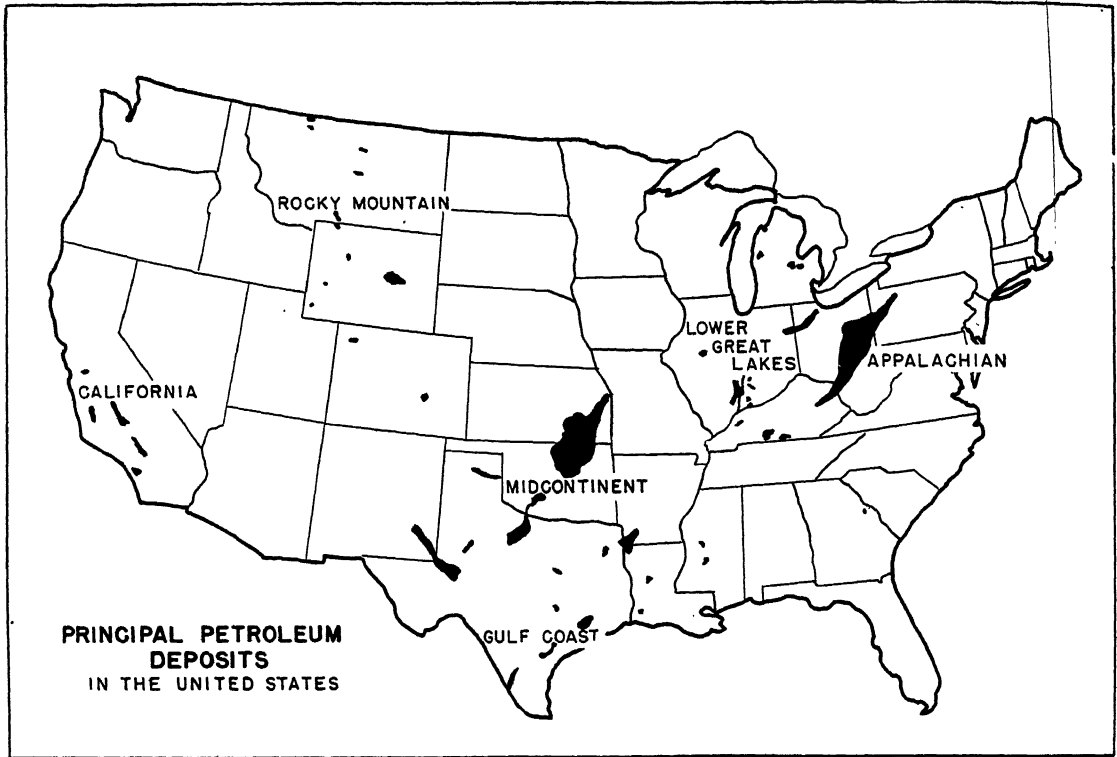 ROCKY MOUNTAIN
LOWER
GREAT
LAKES
APPALACHIAN
CALIFORNIA
MIDCONTINENT
GULF COAST
PRINCIPAL PETROLEUM
DEPOSITS
IN THE UNITED STATES